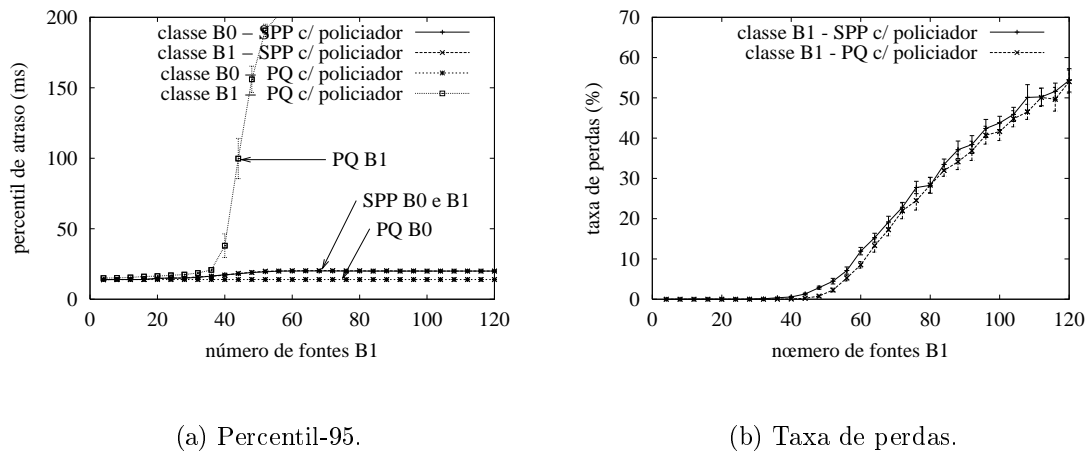 percentil de atraso (ms)
200
150
100
50
0
classe B0 – SPP c/ policiador
classe B1 – SPP c/ policiador
classe B0 – PQ c/ policiador
classe B1 – PQ c/ policiador
PQ B1
SPP B0 e B1
PQ B0
0 20 40 60 80 100 120
número de fontes B1
(a) Percentil-95.
taxa de perdas (%)
70
60
50
40
30
20
10
0
classe B1 - SPP c/ policiador
classe B1 - PQ c/ policiador
0 20 40 60 80 100 120
nœmero de fontes B1
(b) Taxa de perdas.